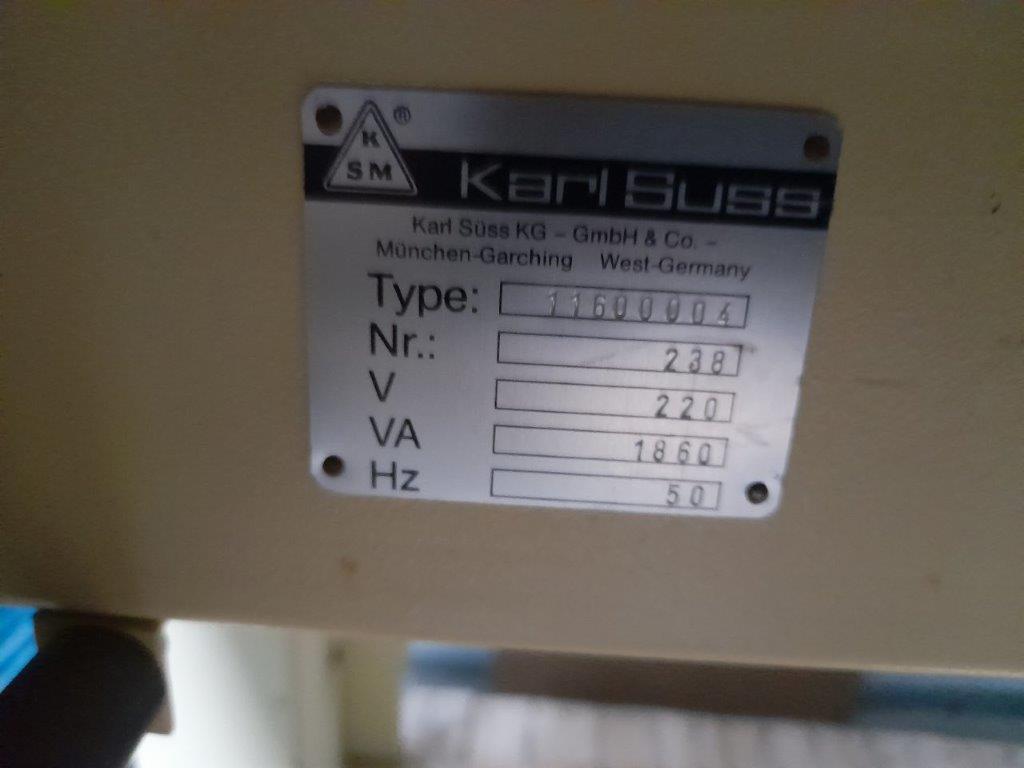 K ®
SM
Karl Suss
Karl Süss KG – GmbH & Co. –
München-Garching West-Germany
Type: 11600004
Nr.: 238
V 220
VA 1860
Hz 50